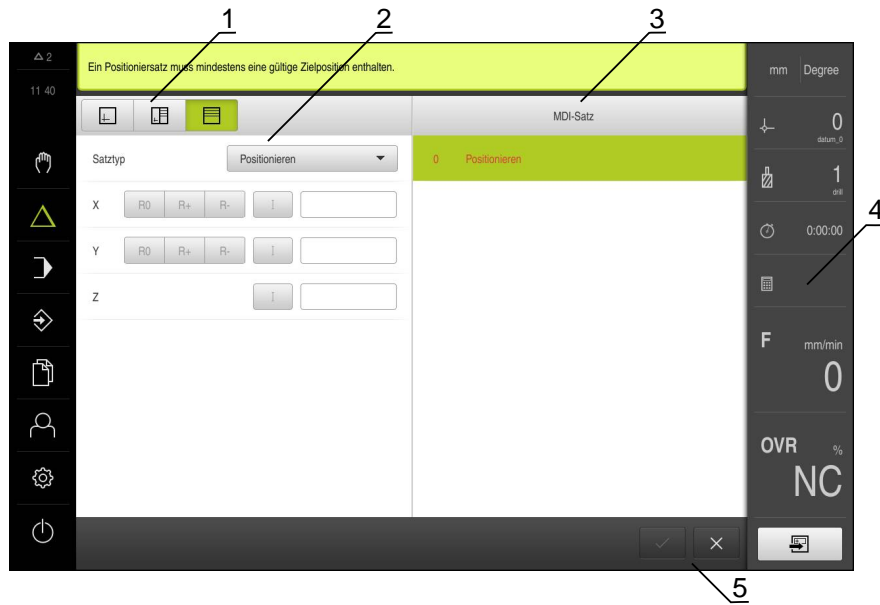 1
2
3
2
11 40
Ein Positioniersatz muss mindestens eine gültige Zielposition enthalten.
mm Degree
MDI-Satz
0
datum_0
Satztyp Positionieren
0 Positionieren
1
drill
X R0 R+ R- I
4
0:00:00
Y R0 R+ R- I
Z I
F mm/min
0
OVR %
NC
5